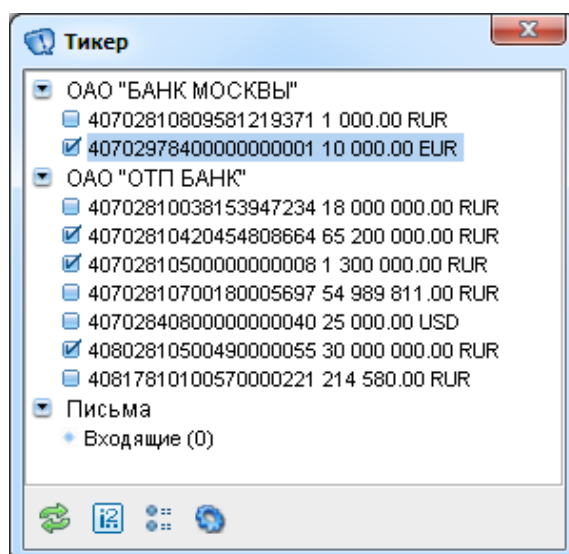 Тикер
ОАО "БАНК МОСКВЫ"
40702810809581219371 1 000.00 RUR
40702978400000000001 10 000.00 EUR
ОАО "ОТП БАНК"
40702810038153947234 18 000 000.00 RUR
40702810420454808664 65 200 000.00 RUR
40702810500000000008 1 300 000.00 RUR
40702810700180005697 54 989 811.00 RUR
40702840800000000040 25 000.00 USD
40802810500490000055 30 000 000.00 RUR
40817810100570000221 214 580.00 RUR
Письма
Входящие (0)